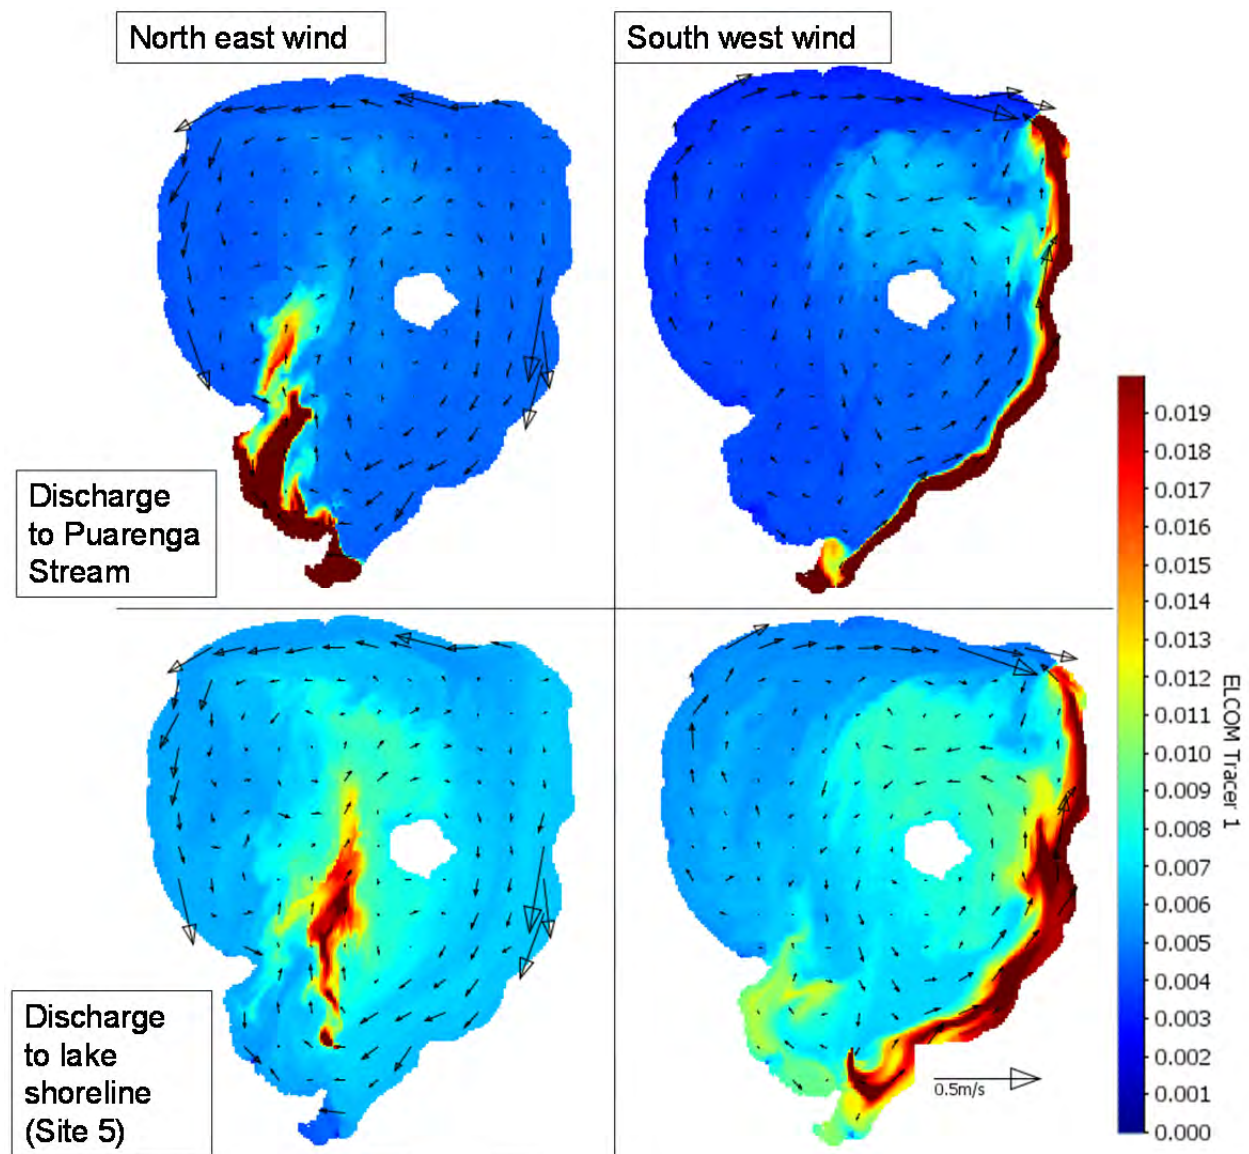 North east wind
South west wind
Discharge
to Puarenga
Stream
0.019
0.018
0.017
0.016
0.015
0.014
0.013
0.012
0.011
0.010
0.009
0.008
0.007
0.006
0.005
0.004
0.003
0.002
0.001
0.000
ELCOM Tracer 1
Discharge
to lake
shoreline
(Site 5)
0.5m/s